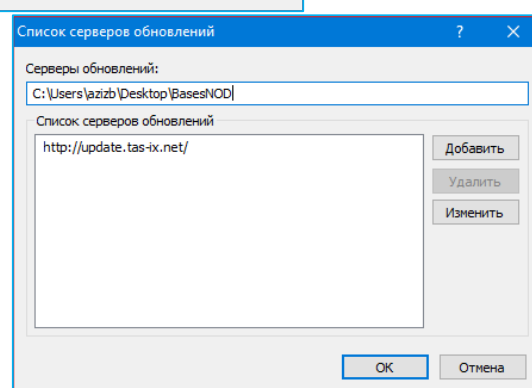 Список серверов обновлений
Серверы обновлений:
C:\Users\azizb\Desktop\BasesNOD
Список серверов обновлений
http://update.tas-ix.net/
Добавить
Удалить
Изменить
OK
Отмена